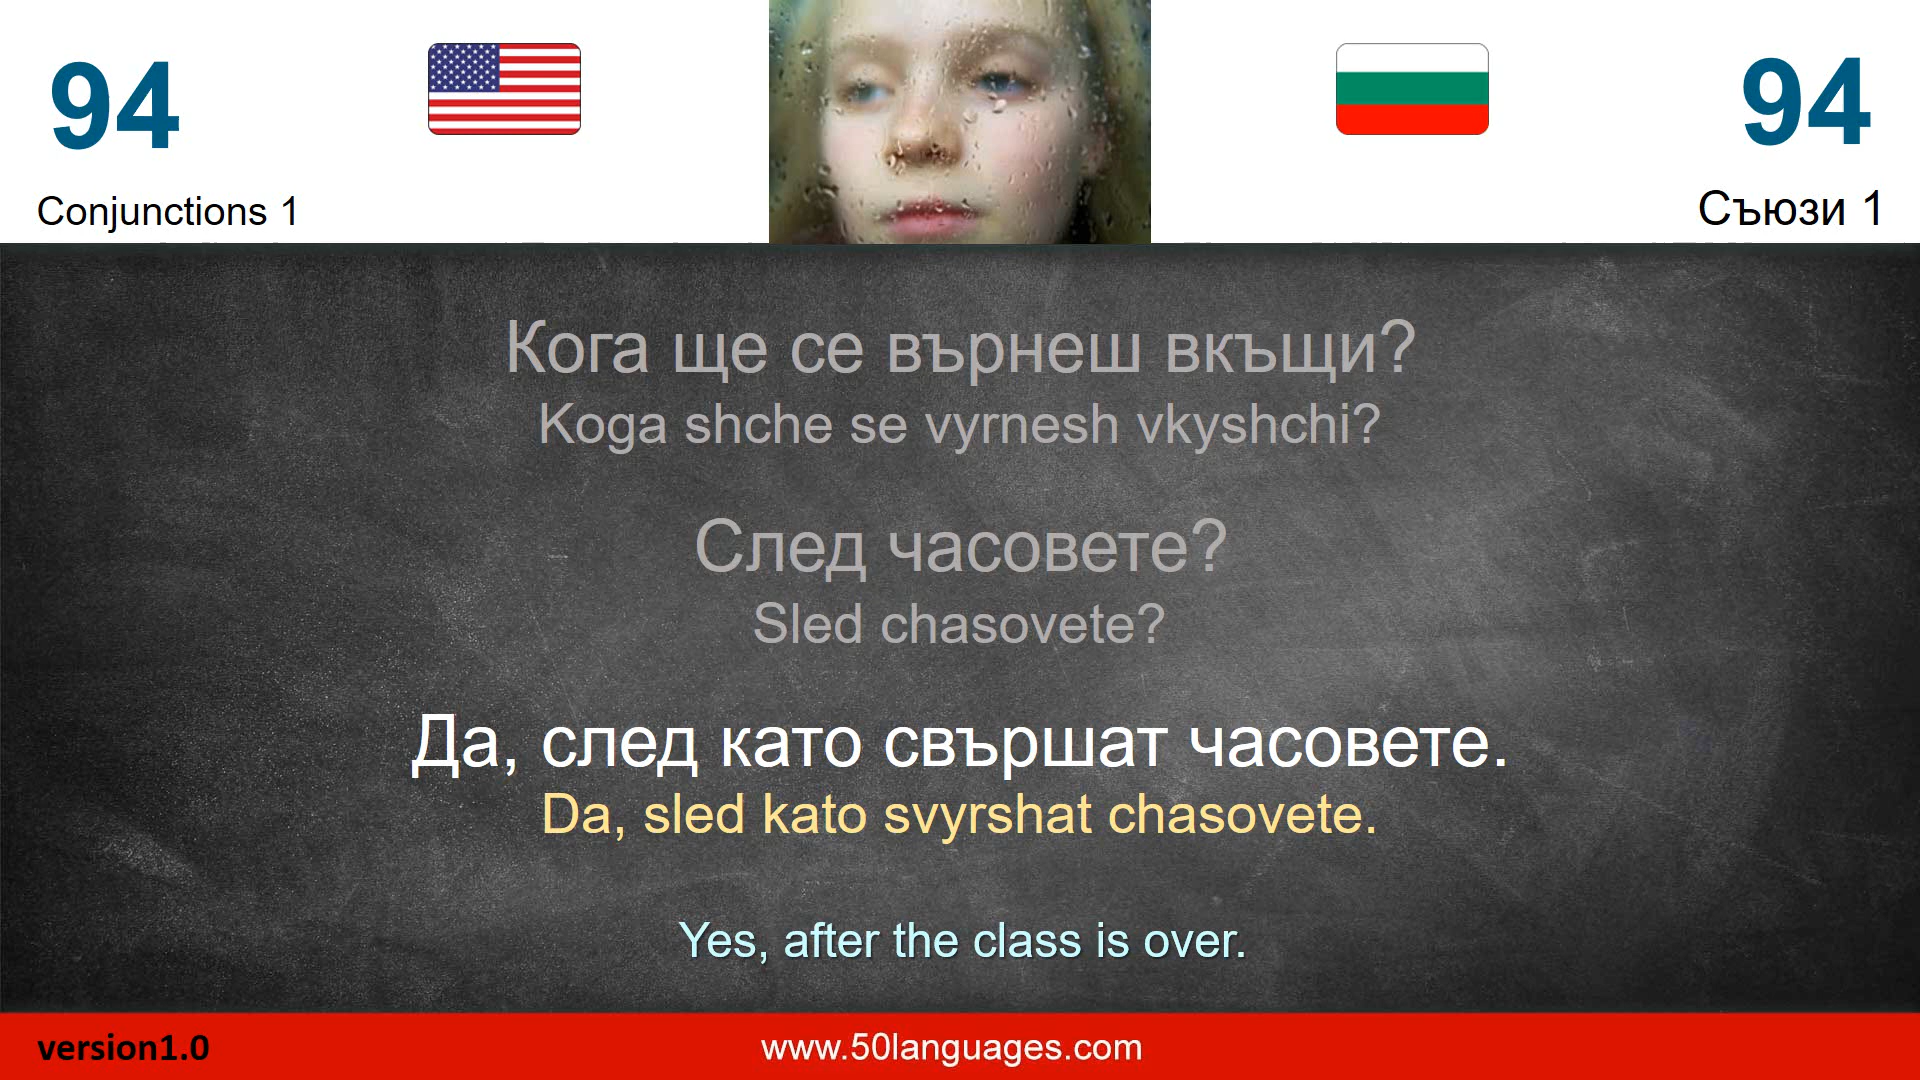 94
94
Conjunctions 1
Съюзи 1
Кога ще се върнеш вкъщи?
Koga shche se vyrnesh vkyshchi?
След часовете?
Sled chasovete?
Да, след като свършат часовете.
Da, sled kato svyrshat chasovete.
Yes, after the class is over.
version1.0
www.50languages.com